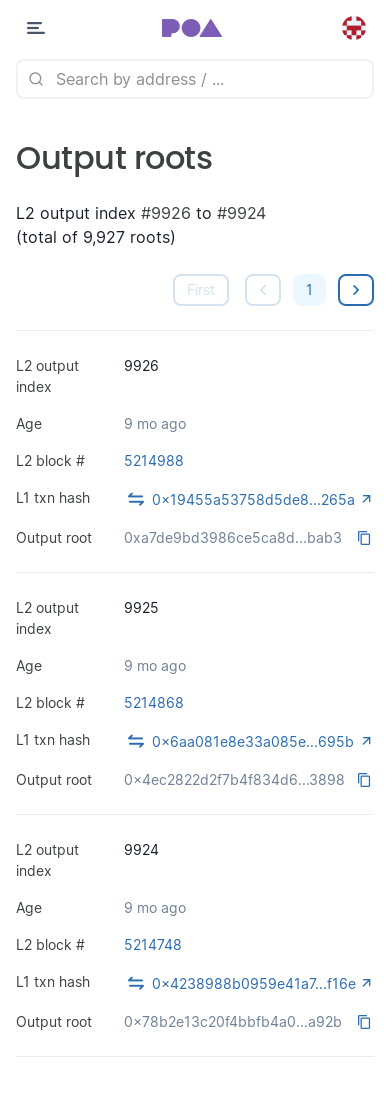 POA
Search by address / ...
Output roots
L2 output index #9926 to #9924
(total of 9,927 roots)
First
1
L2 output index
9926
Age
9 mo ago
L2 block #
5214988
L1 txn hash
0x19455a53758d5de8...265a
Output root
0xa7de9bd3986ce5ca8d...bab3
L2 output index
9925
Age
9 mo ago
L2 block #
5214868
L1 txn hash
0x6aa081e8e33a085e...695b
Output root
0x4ec2822d2f7b4f834d6...3898
L2 output index
9924
Age
9 mo ago
L2 block #
5214748
L1 txn hash
0x4238988b0959e41a7...f16e
Output root
0x78b2e13c20f4bbfb4a0...a92b